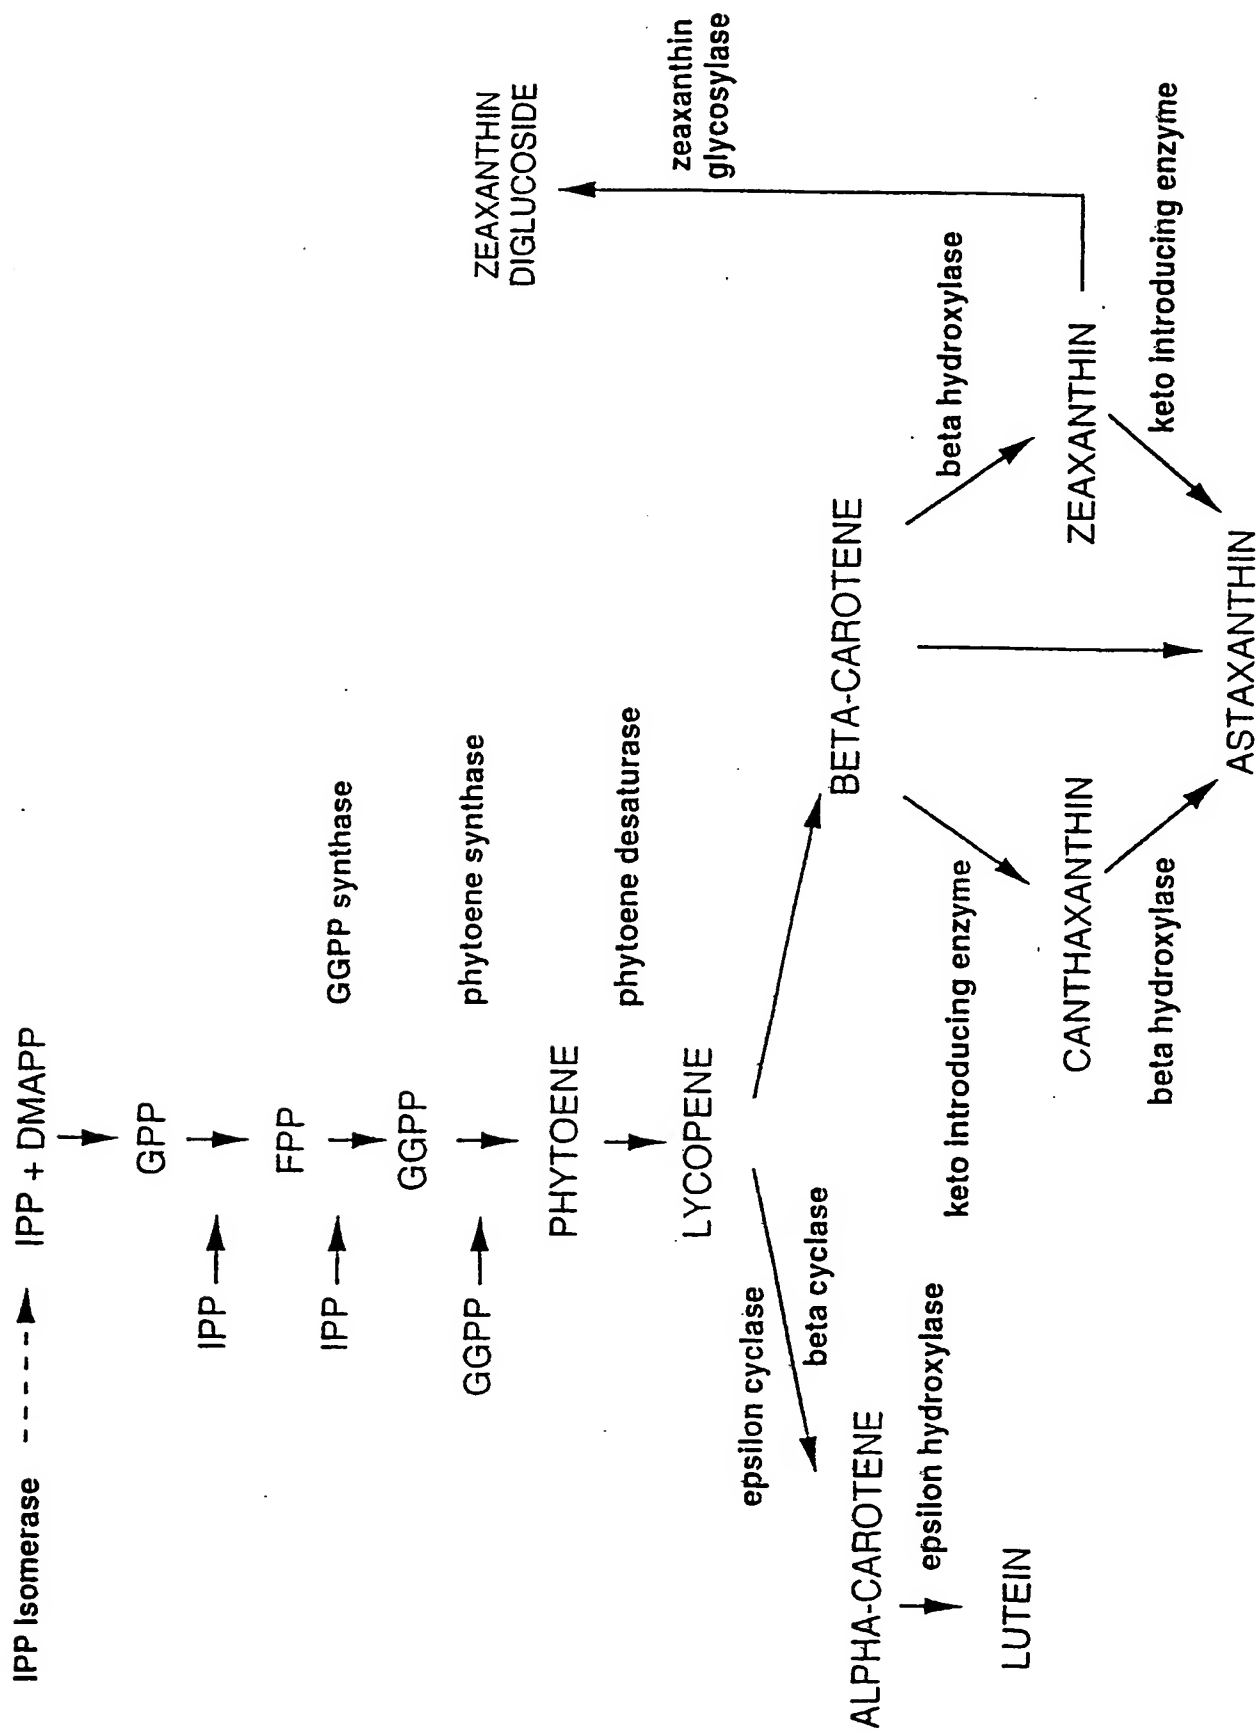 IPP Isomerase
IPP + DMAPP
GPP
IPP
FPP
IPP
GGPP synthase
GGPP
GGPP
phytoene synthase
PHYTOENE
phytoene desaturase
LYCOPENE
ZEAXANTHIN
DIGLUCOSIDE
zeaxanthin
glycosylase
epsilon cyclase
beta cyclase
ALPHA-CAROTENE
BETA-CAROTENE
epsilon hydroxylase
keto introducing enzyme
beta hydroxylase
LUTEIN
CANTHAXANTHIN
ZEAXANTHIN
beta hydroxylase
keto introducing enzyme
ASTAXANTHIN